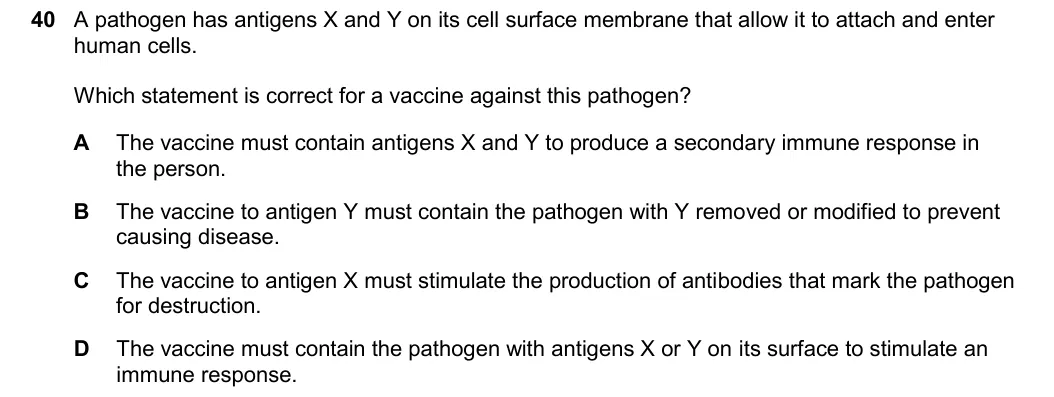 40 A pathogen has antigens X and Y on its cell surface membrane that allow it to attach and enter
human cells.
Which statement is correct for a vaccine against this pathogen?
A The vaccine must contain antigens X and Y to produce a secondary immune response in
the person.
B The vaccine to antigen Y must contain the pathogen with Y removed or modified to prevent
causing disease.
C The vaccine to antigen X must stimulate the production of antibodies that mark the pathogen
for destruction.
D The vaccine must contain the pathogen with antigens X or Y on its surface to stimulate an
immune response.